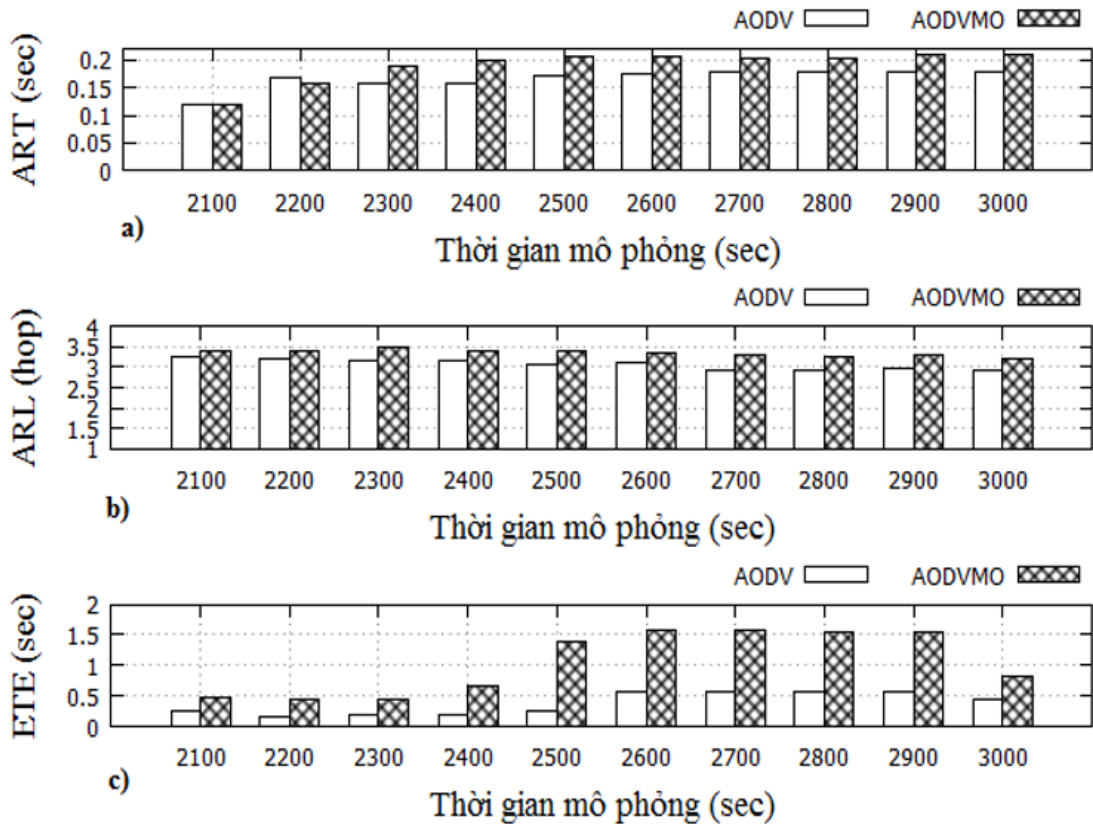 AODV AODVMO
ART (sec)
0.2
0.15
0.1
0.05
0
2100 2200 2300 2400 2500 2600 2700 2800 2900 3000
a)
Thời gian mô phỏng (sec)
AODV AODVMO
ARL (hop)
4
3.5
3
2.5
2
1.5
1
2100 2200 2300 2400 2500 2600 2700 2800 2900 3000
b)
Thời gian mô phỏng (sec)
AODV AODVMO
ETE (sec)
2
1.5
1
0.5
0
2100 2200 2300 2400 2500 2600 2700 2800 2900 3000
c)
Thời gian mô phỏng (sec)